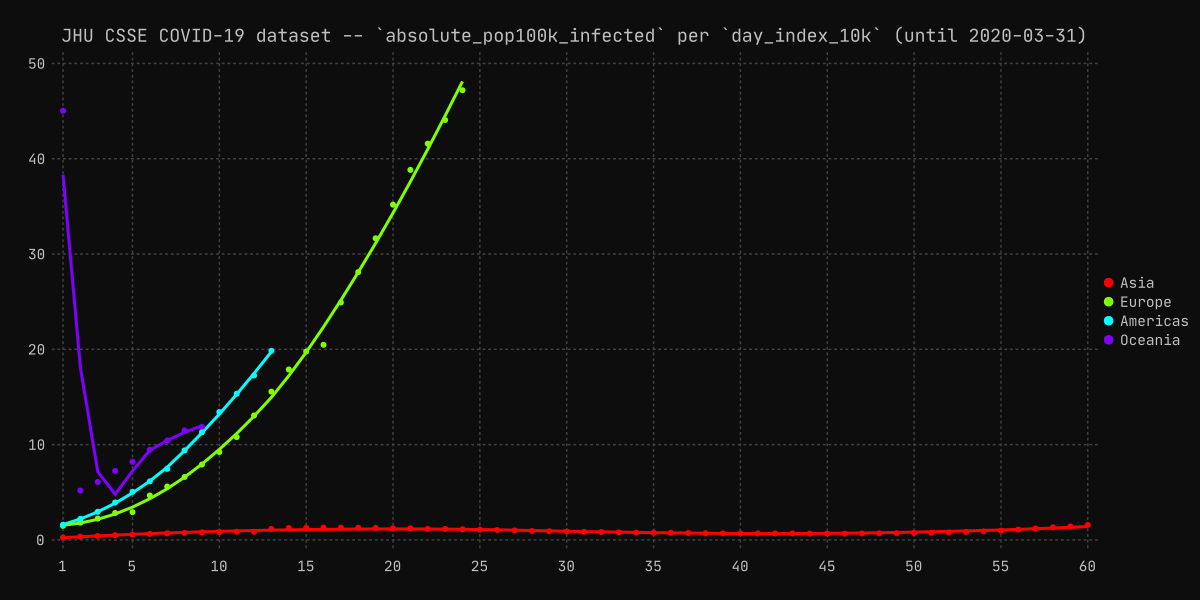 JHU CSSE COVID-19 dataset -- `absolute_pop100k_infected` per `day_index_10k` (until 2020-03-31)
50
40
30
20
10
0
1 5 10 15 20 25 30 35 40 45 50 55 60
Asia
Europe
Americas
Oceania